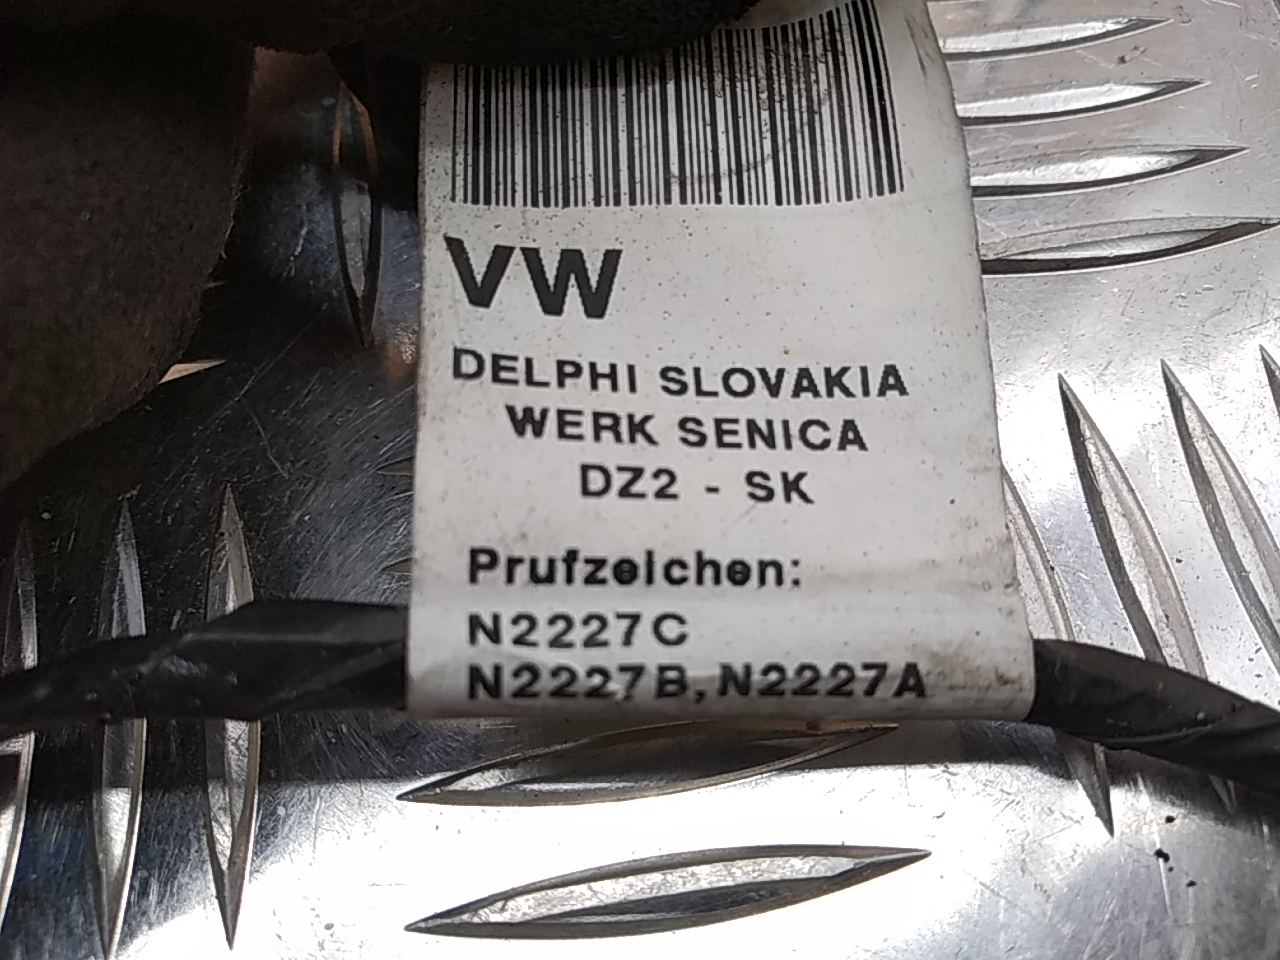 VW
DELPHI SLOVAKIA
WERK SENICA
DZ2 - SK
Prufzeichen:
N2227C
N2227B, N2227A